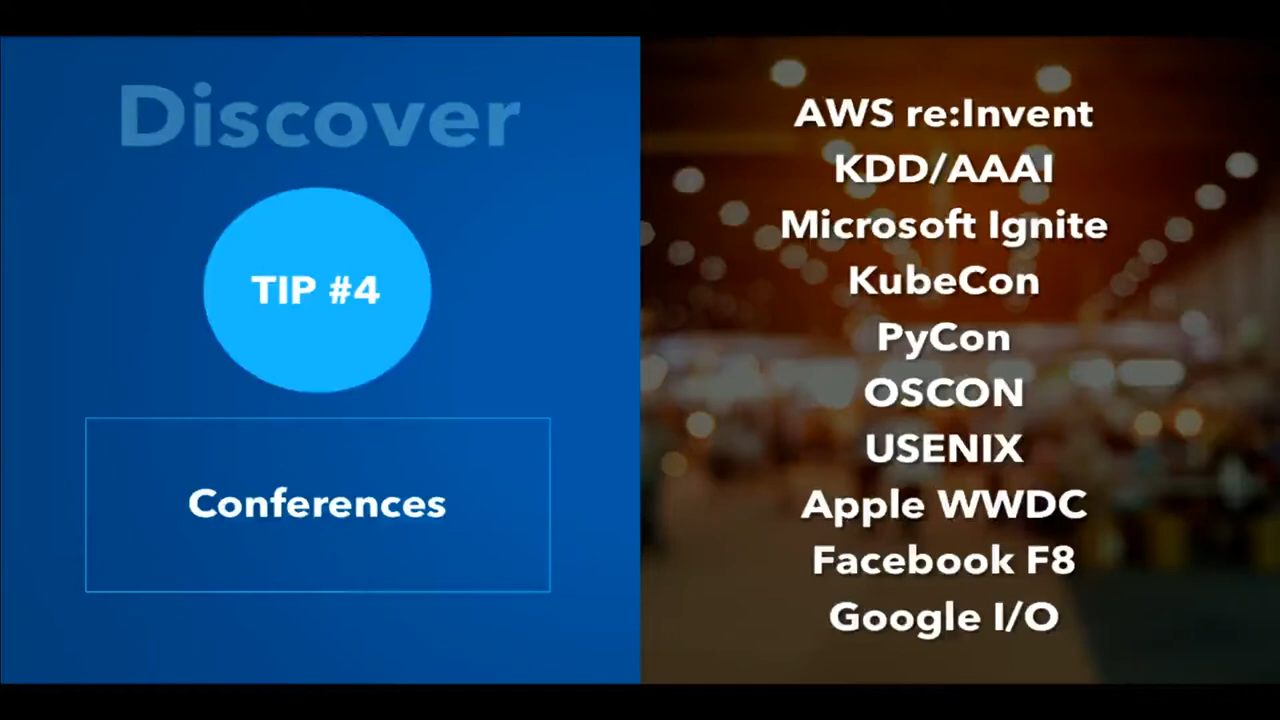 Discover
TIP #4
Conferences
AWS re:Invent
KDD/AAAI
Microsoft Ignite
KubeCon
PyCon
OSCON
USENIX
Apple WWDC
Facebook F8
Google I/O